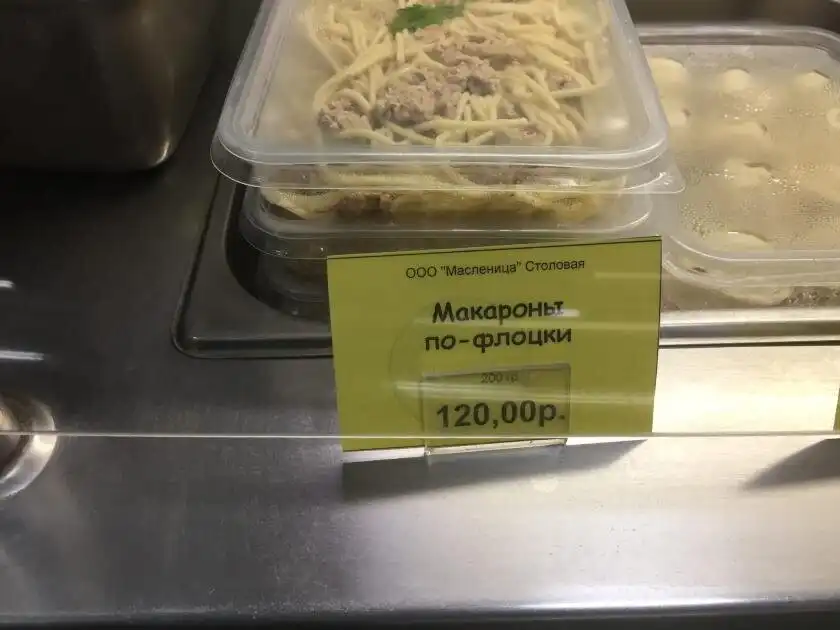 ООО "Масленица" Столовая
Макароны
по-флоцки
200 гр
120,00р.